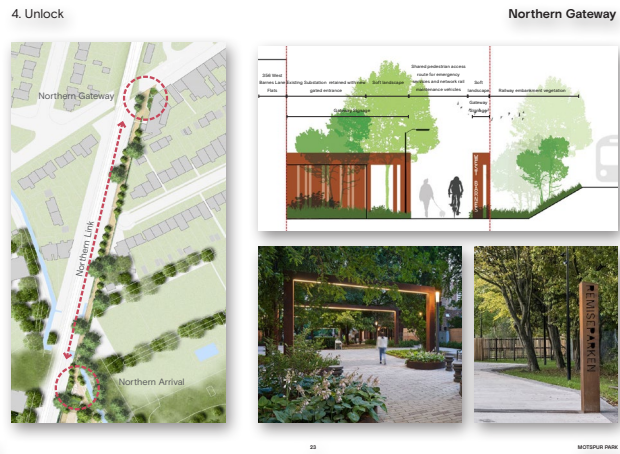 4. Unlock
Northern Gateway
Northern Gateway
Northern Link
Northern Arrival
358 West
Barnes Lane
Flats
Existing Substation retained with new
gated entrance
Soft landscape
Shared pedestrian access
route for emergency
services and network rail
maintenance vehicles
Soft
landscape
Railway embankment vegetation
Gateway signage
Gateway
Signage
REMISEPARKEN
23
MOTSPUR PARK